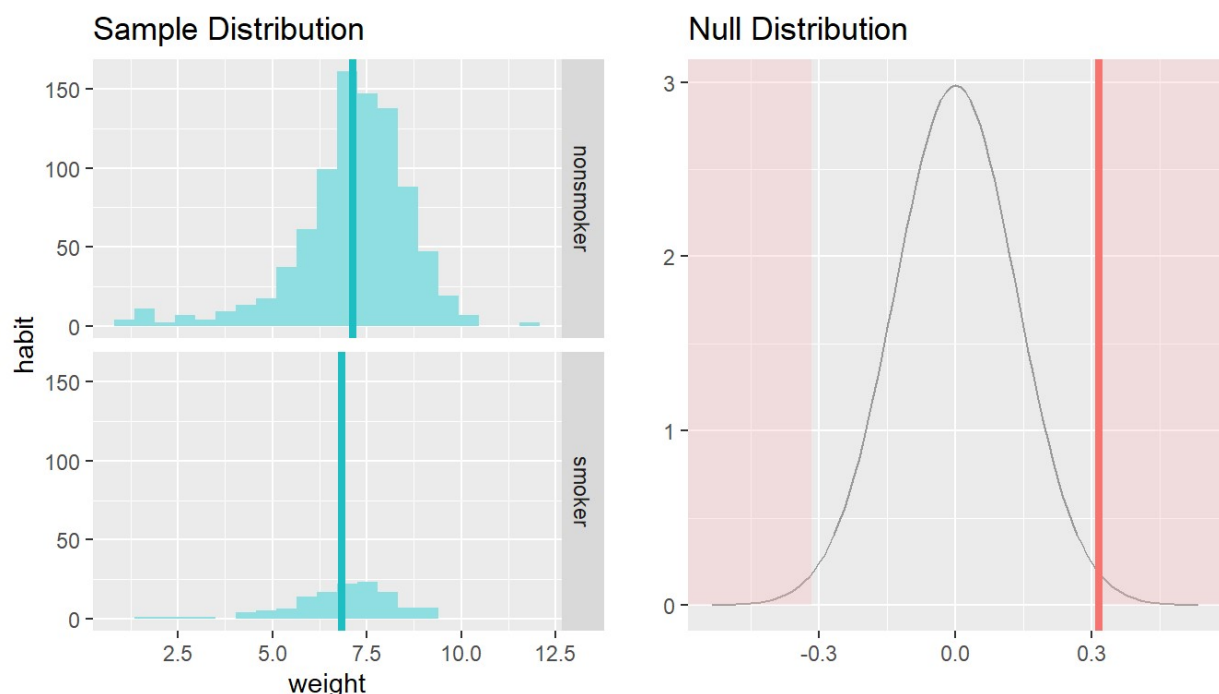 Sample Distribution
150
100
50
0
nonsmoker
habit
150
100
50
0
smoker
2.5 5.0 7.5 10.0 12.5
weight
Null Distribution
3
2
1
0
-0.3 0.0 0.3